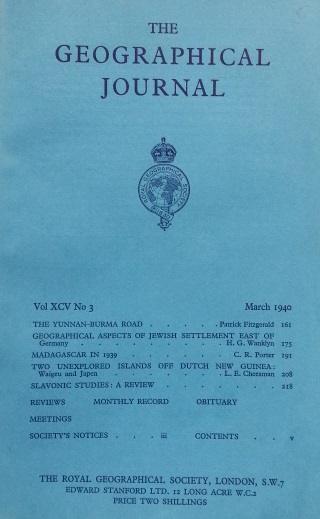 THE
GEOGRAPHICAL
JOURNAL
ROYAL GEOGRAPHICAL SOCIETY
Vol XCV No 3 March 1940
THE YUNNAN-BURMA ROAD . . . . . Patrick Fitzgerald 161
GEOGRAPHICAL ASPECTS OF JEWISH SETTLEMENT EAST OF
Germany . . . . . . . . . H. G. Wanklyn 175
MADAGASCAR IN 1939 . . . . . . C. R. Porter 191
TWO UNEXPLORED ISLANDS OFF DUTCH NEW GUINEA:
Waigeu and Japen . . . . . . L. E. Cheesman 208
SLAVONIC STUDIES: A REVIEW . . . . . . . 218
REVIEWS MONTHLY RECORD OBITUARY
MEETINGS
SOCIETY'S NOTICES . . . iii CONTENTS . . v
THE ROYAL GEOGRAPHICAL SOCIETY, LONDON, S.W.7
EDWARD STANFORD LTD. 12 LONG ACRE W.C.2
PRICE TWO SHILLINGS